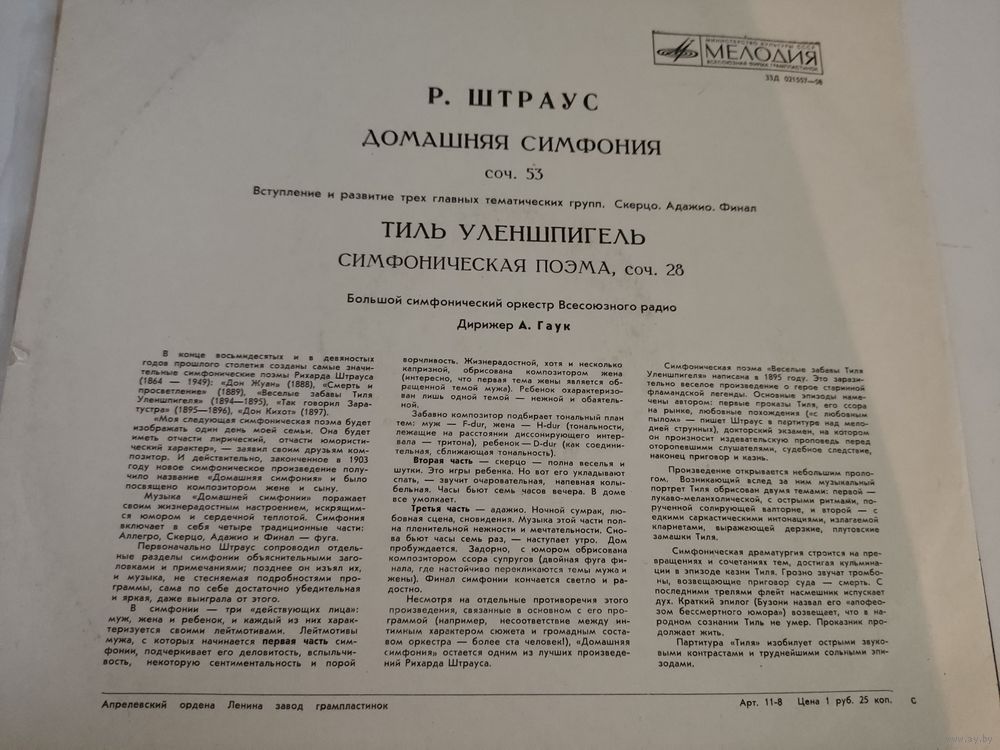 МИНИСТЕРСТВО КУЛЬТУРЫ СССР
МЕЛОДИЯ
ВСЕСОЮЗНАЯ ФИРМА ГРАМПЛАСТИНОК
33Д 021557—58
Р. ШТРАУС
ДОМАШНЯЯ СИМФОНИЯ
соч. 53
Вступление и развитие трех главных тематических групп. Скерцо. Адажио. Финал
ТИЛЬ УЛЕНШПИГЕЛЬ
СИМФОНИЧЕСКАЯ ПОЭМА, соч. 28
Большой симфонический оркестр Всесоюзного радио
Дирижер А. Гаук
В конце восьмидесятых и в девяностых
годов прошлого столетия созданы самые значи-
тельные симфонические поэмы Рихарда Штрауса
(1864 — 1949): «Дон Жуан» (1888), «Смерть и
просветление» (1889), «Веселые забавы Тиля
Уленшпигеля» (1894—1895), «Так говорил Зара-
тустра» (1895—1896), «Дон Кихот» (1897).
«Моя следующая симфоническая поэма будет
изображать один день моей семьи. Она будет
иметь отчасти лирический, отчасти юмористи-
ческий характер», — заявил своим друзьям ком-
позитор. И действительно, законченное в 1903
году новое симфоническое произведение полу-
чило название «Домашняя симфония» и было
посвящено композитором жене и сыну.
Музыка «Домашней симфонии» поражает
своим жизнерадостным настроением, искрящим-
ся юмором и сердечной теплотой. Симфония
включает в себя четыре традиционные части:
Аллегро, Скерцо, Адажио и Финал — фуга.
Первоначально Штраус сопроводил отдель-
ные разделы симфонии объяснительными заго-
ловками и примечаниями; позднее он изъял их,
и музыка, не стесняемая подробностями про-
граммы, сама по себе достаточно убедительная
и яркая, даже выиграла от этого.
В симфонии — три «действующих лица»:
муж, жена и ребенок, и каждый из них харак-
теризуется своими лейтмотивами. Лейтмотивы
мужа, с которых начинается первая часть сим-
фонии, подчеркивает его деловитость, вспыльчи-
вость, некоторую сентиментальность и порой
ворчливость. Жизнерадостной, хотя и несколько
капризной, обрисована композитором жена
(интересно, что первая тема жены является об-
ращенной темой мужа). Ребенок охарактеризо-
ван лишь одной темой — нежной и обаятель-
ной.
Забавно композитор подбирает тональный план
тем: муж — F-dur, жена — H-dur (тональности,
лежащие на расстоянии диссонирующего интер-
вала — тритона), ребенок — D-dur (как соедини-
тельная, сближающая тональность).
Вторая часть — скерцо — полна веселья и
шутки. Это игры ребенка. Но вот его укладывают
спать, — звучит очаровательная, напевная колы-
бельная. Часы бьют семь часов вечера. В доме
все умолкает.
Третья часть — адажио. Ночной сумрак, лю-
бовная сцена, сновидения. Музыка этой части пол-
на пленительной нежности и мечтательности. Сно-
ва бьют часы семь раз, — наступает утро. Дом
пробуждается. Задорно, с юмором обрисована
композитором ссора супругов (двойная фуга фи-
нала, где настойчиво перекликаются темы мужа и
жены). Финал симфонии кончается светло и ра-
достно.
Несмотря на отдельные противоречия этого
произведения, связанные в основном с его про-
граммой (например, несоответствие между ин-
тимным характером сюжета и громадным соста-
вом оркестра — более ста человек!), «Домашняя
симфония» остается одним из лучших произведе-
ний Рихарда Штрауса.
Симфоническая поэма «Веселые забавы Тиля
Уленшпигеля» написана в 1895 году. Это зарази-
тельно веселое произведение о герое старинной
фламандской легенды. Основные эпизоды наме-
чены автором: первые проказы Тиля, его ссора
на рынке, любовные похождения («с любовным
пылом» — пишет Штраус в партитуре над мело-
дией струнных), докторский экзамен, на котором
он произносит издевательскую проповедь перед
оторопевшими слушателями, судебное следствие,
наконец приговор и казнь.
Произведение открывается небольшим проло-
гом. Возникающий вслед за ним музыкальный
портрет Тиля обрисован двумя темами: первой —
лукаво-меланхолической, с острыми ритмами, по-
рученной солирующей валторне, и второй — с
едкими саркастическими интонациями, излагаемой
кларнетами, выражающей дерзкие, плутовские
замашки Тиля.
Симфоническая драматургия строится на пре-
вращениях и сочетаниях тем, достигая кульмина-
ции в эпизоде казни Тиля. Грозно звучат тромбо-
ны, возвещающие приговор суда — смерть. С
последними трелями флейт насмешник испускает
дух. Краткий эпилог (Бузони назвал его «апофео-
зом бессмертного юмора») возвещает, что в на-
родном сознании Тиль не умер. Проказник про-
должает жить.
Партитура «Тиля» изобилует острыми звуко-
выми контрастами и труднейшими сольными эпи-
зодами.
Апрелевский ордена Ленина завод грампластинок
Арт. 11-8 Цена 1 руб. 25 коп. С
www.ay.by